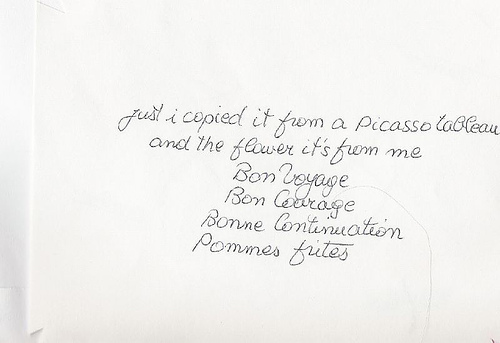 just i copied it from a picasso tableau
and the flower it's from me
Bon Voyage
Bon Courage
Bonne Continuation
Pommes frites